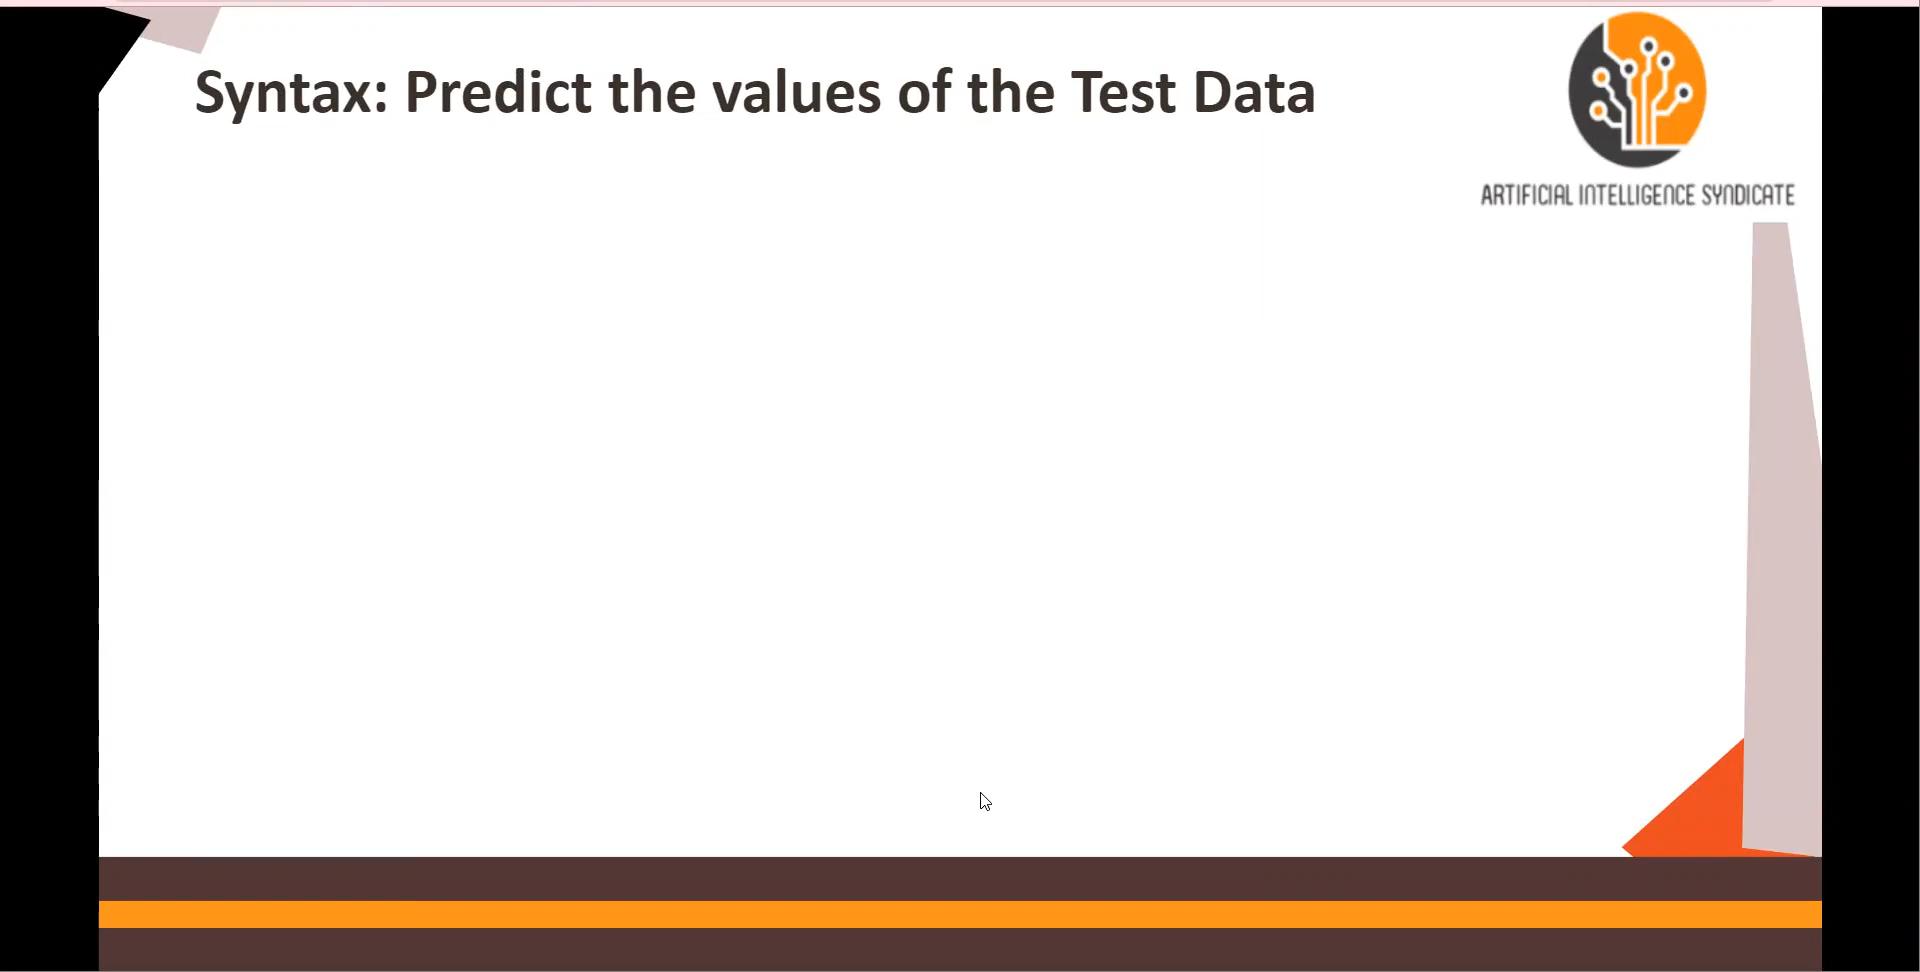 Syntax: Predict the values of the Test Data
ARTIFICIAL INTELLIGENCE SYNDICATE